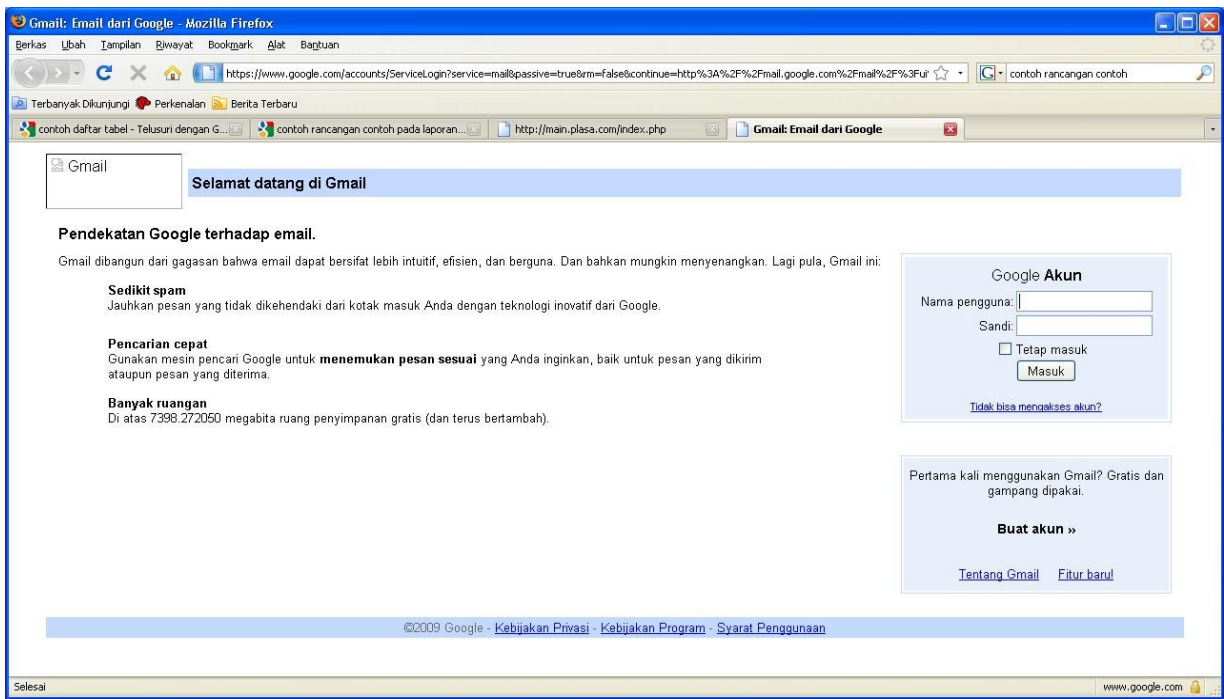 Gmail: Email dari Google - Mozilla Firefox
Berkas Ubah Tampilan Riwayat Bookmark Alat Bantuan
https://www.google.com/accounts/ServiceLogin?service=mail&passive=true&rm=false&continue=http%3A%2F%2Fmail.google.com%2Fmail%2F%3Fui
contoh rancangan contoh
Terbanyak Dikunjungi Perkenalan Berita Terbaru
contoh daftar tabel - Telusuri dengan G... contoh rancangan contoh pada laporan... http://main.plasa.com/index.php Gmail: Email dari Google
Gmail
Selamat datang di Gmail
Pendekatan Google terhadap email.
Gmail dibangun dari gagasan bahwa email dapat bersifat lebih intuitif, efisien, dan berguna. Dan bahkan mungkin menyenangkan. Lagi pula, Gmail ini:
Sedikit spam
Jauhkan pesan yang tidak dikehendaki dari kotak masuk Anda dengan teknologi inovatif dari Google.
Pencarian cepat
Gunakan mesin pencari Google untuk menemukan pesan sesuai yang Anda inginkan, baik untuk pesan yang dikirim
ataupun pesan yang diterima.
Banyak ruangan
Di atas 7398.272050 megabita ruang penyimpanan gratis (dan terus bertambah).
Google Akun
Nama pengguna:
Sandi:
Tetap masuk
Masuk
Tidak bisa mengakses akun?
Pertama kali menggunakan Gmail? Gratis dan
gampang dipakai.
Buat akun »
Tentang Gmail Fitur baru!
©2009 Google - Kebijakan Privasi - Kebijakan Program - Syarat Penggunaan
Selesai
www.google.com